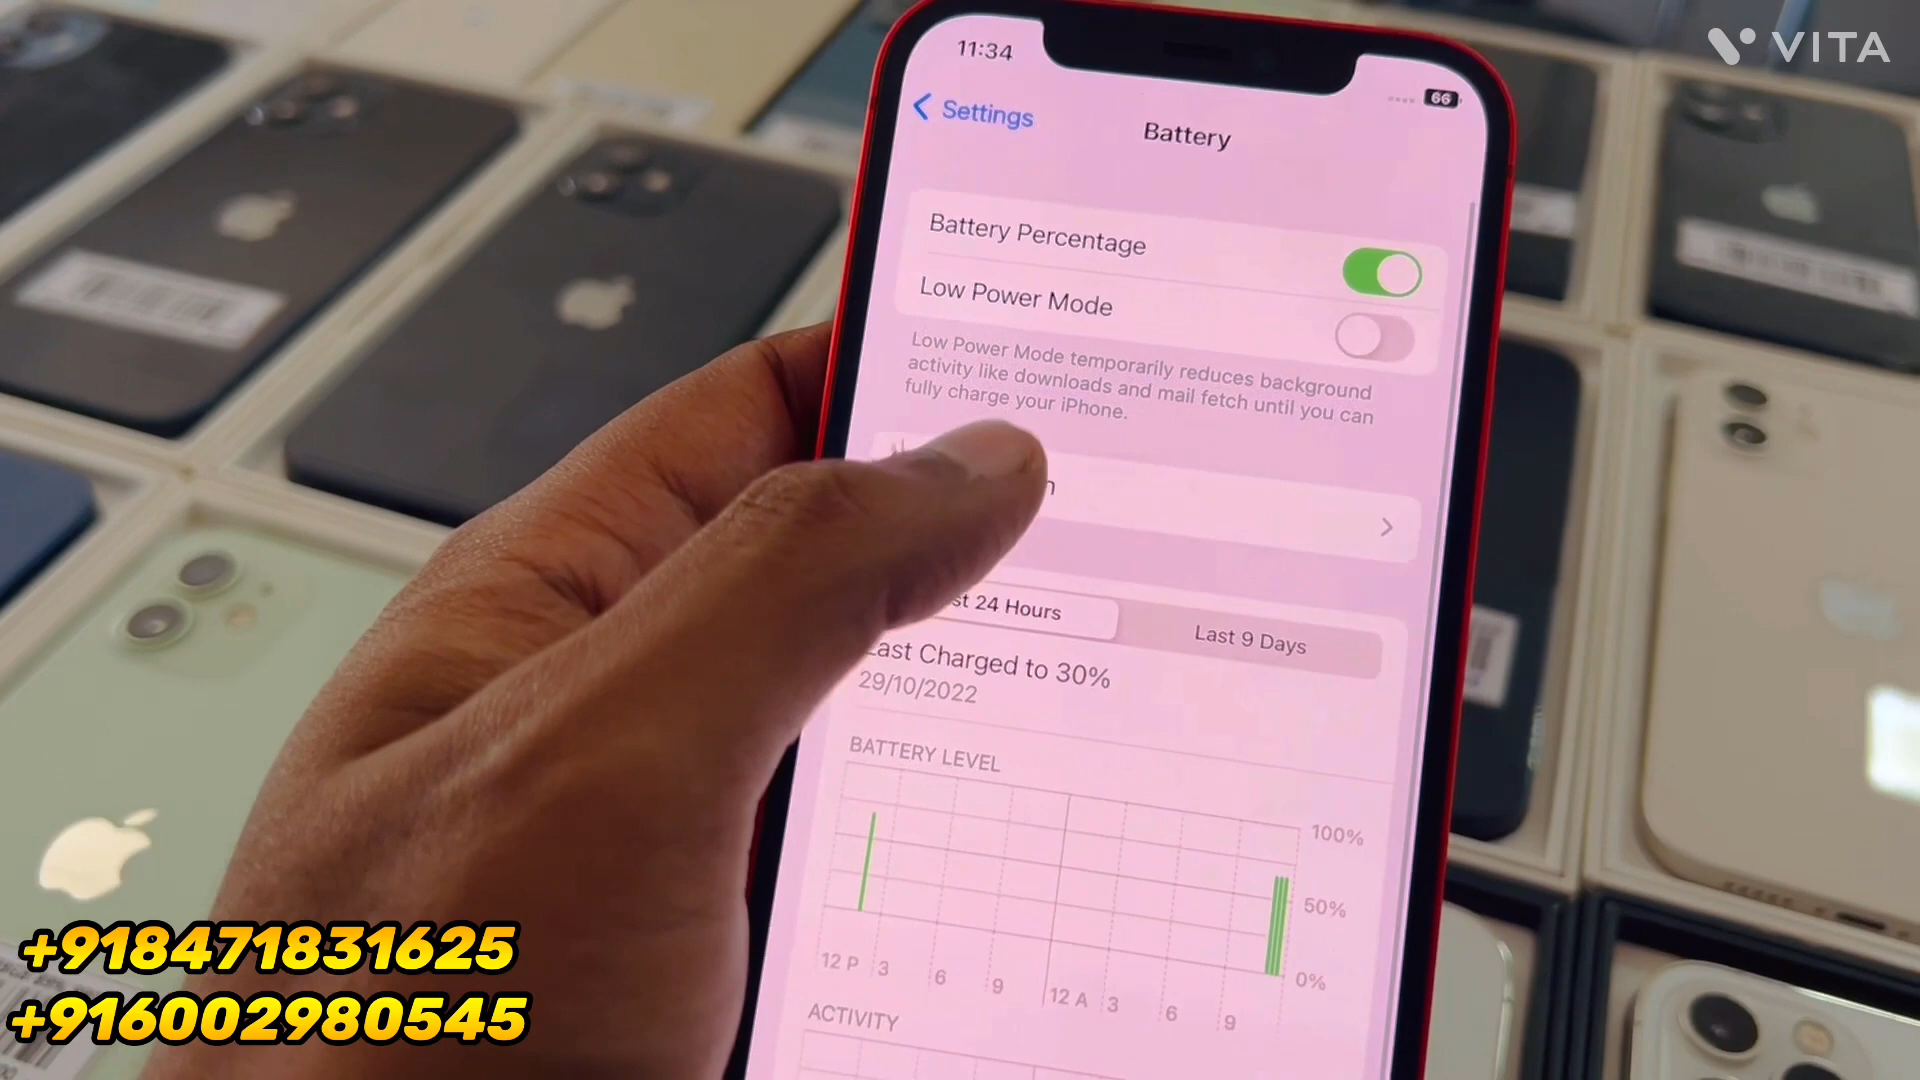 VITA
11:34
66
Settings
Battery
Battery Percentage
Low Power Mode
Low Power Mode temporarily reduces background
activity like downloads and mail fetch until you can
fully charge your iPhone.
24 Hours
Last 9 Days
Last Charged to 30%
29/10/2022
BATTERY LEVEL
100%
50%
0%
12 P 3 6 9 12 A 3 6 9
ACTIVITY
+918471831625
+916002980545